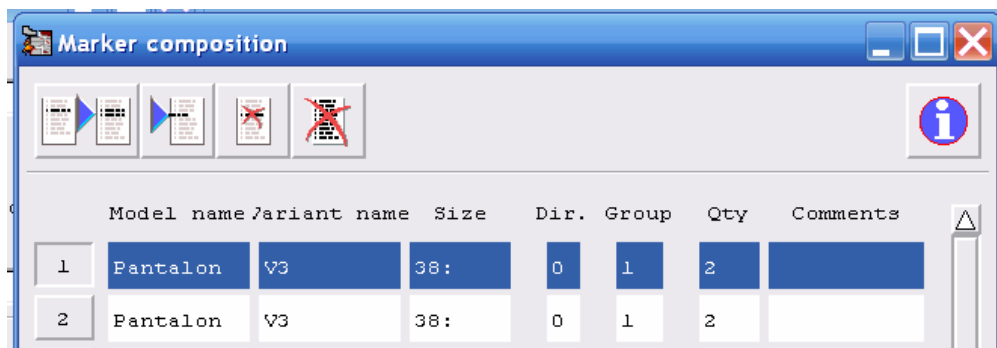 Marker composition
Model name Variant name Size Dir. Group Qty Comments
1 Pantalon V3 38: 0 1 2
2 Pantalon V3 38: 0 1 2